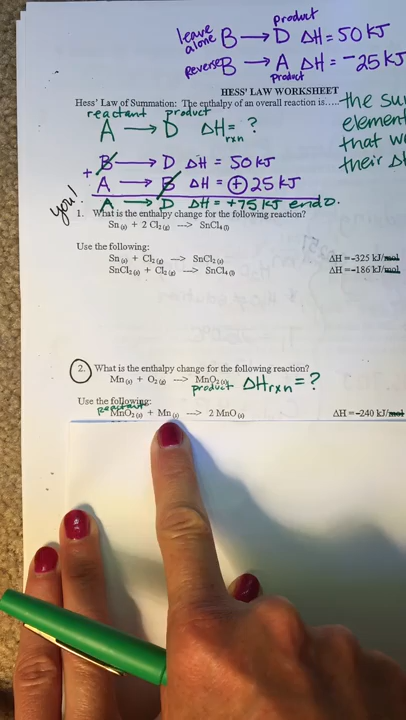 product
leave alone B → D ΔH = 50 kJ
reverse B → A ΔH = -25 kJ
product
HESS' LAW WORKSHEET
Hess' Law of Summation: The enthalpy of an overall reaction is..... the su
element
that w
their Δ
reactant product
A → D ΔHrxn = ?
+ B → D ΔH = 50 kJ
A → B ΔH = + 25 kJ
you! A → D ΔH = +75 kJ endo.
1. What is the enthalpy change for the following reaction?
Sn (s) + 2 Cl2 (g) ---> SnCl4 (l)
Use the following:
Sn (s) + Cl2 (g) ---> SnCl2 (s) ΔH = -325 kJ/mol
SnCl2 (s) + Cl2 (g) ---> SnCl4 (l) ΔH = -186 kJ/mol
2. What is the enthalpy change for the following reaction?
Mn (s) + O2 (g) ---> MnO2 (s) ΔHrxn = ?
product
Use the following:
reactant
MnO2 (s) + Mn (s) ---> 2 MnO (s) ΔH = -240 kJ/mol